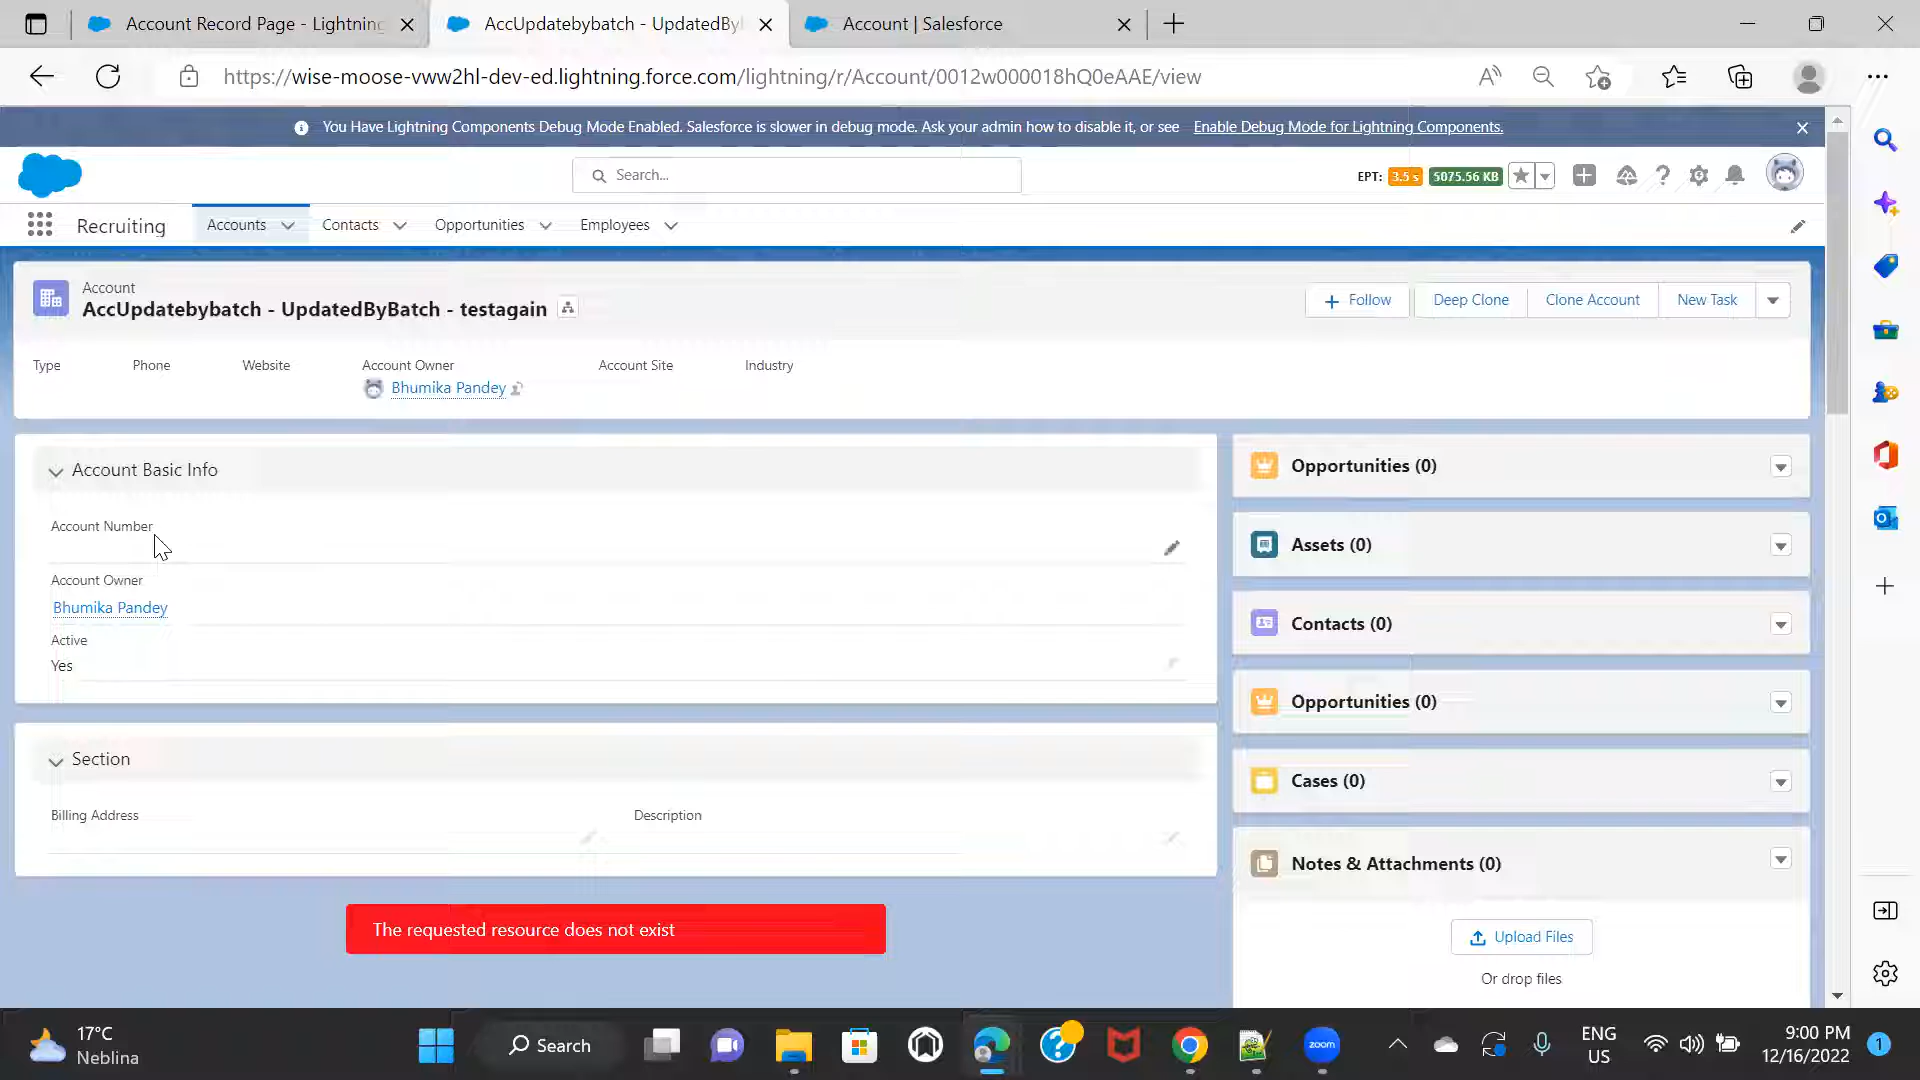 Account Record Page - Lightning
AccUpdatebybatch - UpdatedBy
Account | Salesforce
https://wise-moose-vww2hl-dev-ed.lightning.force.com/lightning/r/Account/0012w000018hQ0eAAE/view
You Have Lightning Components Debug Mode Enabled. Salesforce is slower in debug mode. Ask your admin how to disable it, or see Enable Debug Mode for Lightning Components.
Search...
EPT: 3.5 s 5075.56 KB
Recruiting
Accounts
Contacts
Opportunities
Employees
Account
AccUpdatebybatch - UpdatedByBatch - testagain
Follow
Deep Clone
Clone Account
New Task
Type
Phone
Website
Account Owner
Account Site
Industry
Bhumika Pandey
Account Basic Info
Account Number
Account Owner
Bhumika Pandey
Active
Yes
Section
Billing Address
Description
The requested resource does not exist
Opportunities (0)
Assets (0)
Contacts (0)
Opportunities (0)
Cases (0)
Notes & Attachments (0)
Upload Files
Or drop files
17°C
Neblina
Search
zoom
ENG
US
9:00 PM
12/16/2022
1